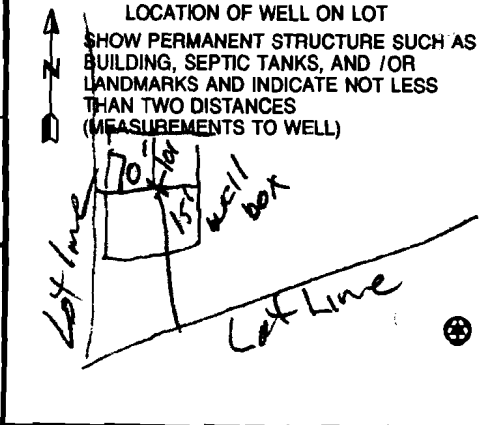 LOCATION OF WELL ON LOT
SHOW PERMANENT STRUCTURE SUCH AS
BUILDING, SEPTIC TANKS, AND /OR
LANDMARKS AND INDICATE NOT LESS
THAN TWO DISTANCES
(MEASUREMENTS TO WELL)
N
70'
10'
15'
well
box
Lot line
Lot Line